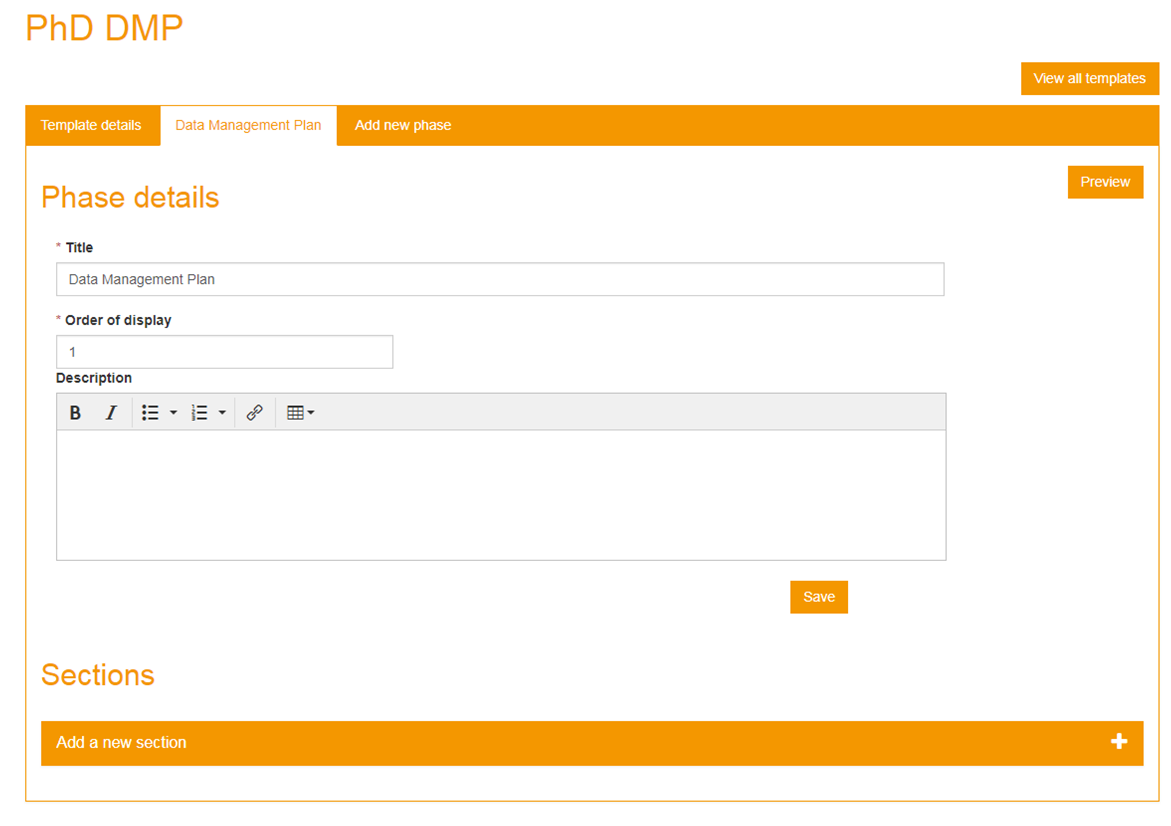 PhD DMP
View all templates
Template details
Data Management Plan
Add new phase
Preview
Phase details
* Title
Data Management Plan
* Order of display
1
Description
B I
Save
Sections
Add a new section